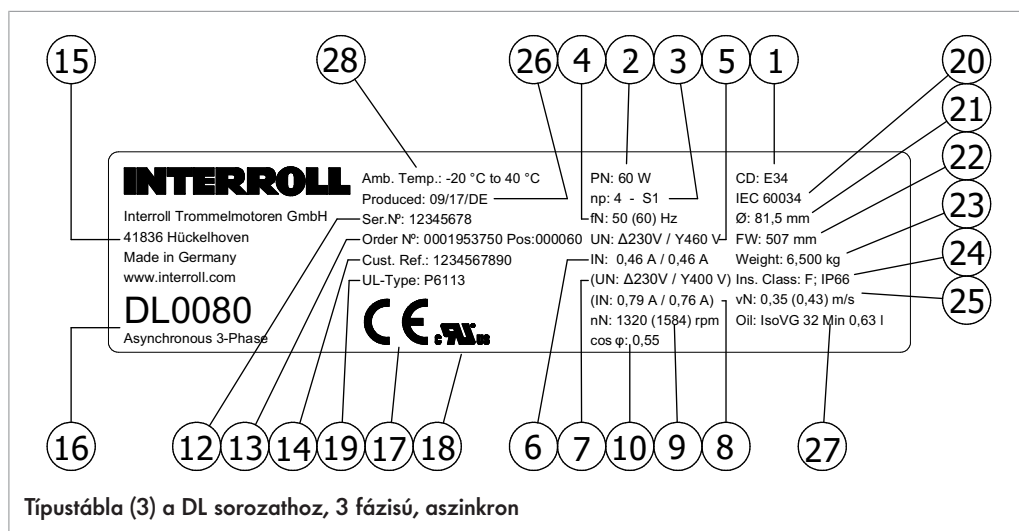 15 28 26 4 2 3 5 1 20
21
22
23
24
25
INTERROLL
Interroll Trommelmotoren GmbH
41836 Hückelhoven
Made in Germany
www.interroll.com
DL0080
Asynchronous 3-Phase
Amb. Temp.: -20 °C to 40 °C
Produced: 09/17/DE
Ser.Nº: 12345678
Order Nº: 0001953750 Pos:000060
Cust. Ref.: 1234567890
UL-Type: P6113
CE c RU us
PN: 60 W
np: 4 - S1
fN: 50 (60) Hz
UN: Δ230V / Y460 V
IN: 0,46 A / 0,46 A
(UN: Δ230V / Y400 V)
(IN: 0,79 A / 0,76 A)
nN: 1320 (1584) rpm
cos φ: 0,55
CD: E34
IEC 60034
Ø: 81,5 mm
FW: 507 mm
Weight: 6,500 kg
Ins. Class: F; IP66
vN: 0,35 (0,43) m/s
Oil: IsoVG 32 Min 0,63 l
16 12 13 14 19 17 18 6 7 10 9 8 27
Típustábla (3) a DL sorozathoz, 3 fázisú, aszinkron